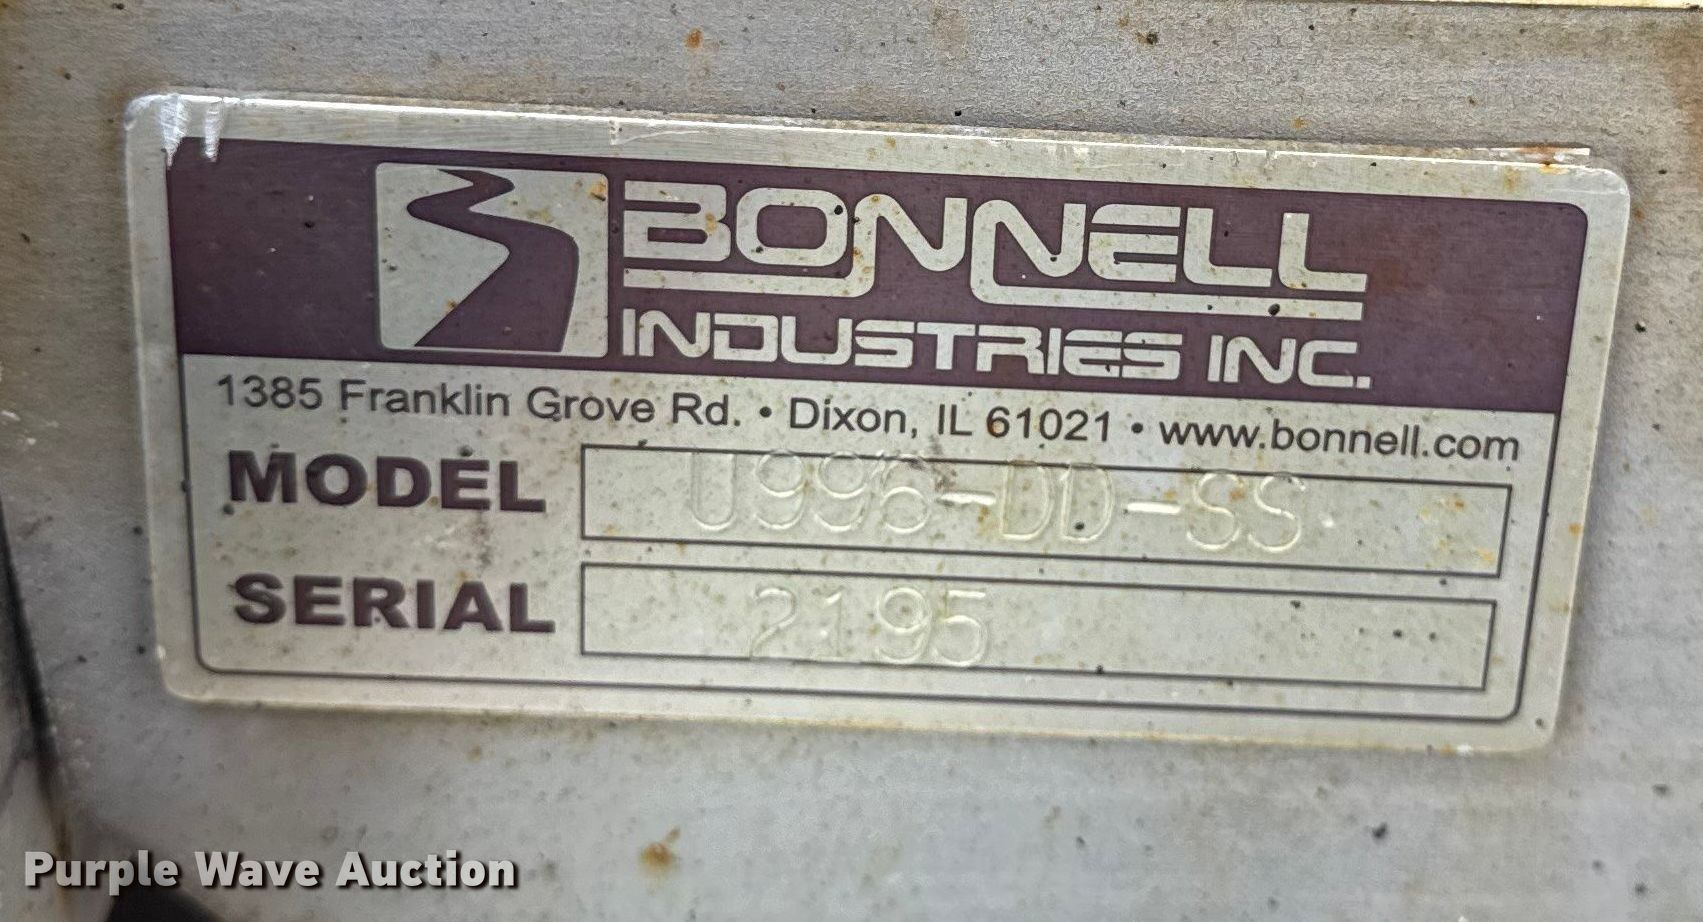 BONNELL
INDUSTRIES INC.
1385 Franklin Grove Rd. • Dixon, IL 61021 • www.bonnell.com
MODEL U996-DD-SS
SERIAL 2195
Purple Wave Auction